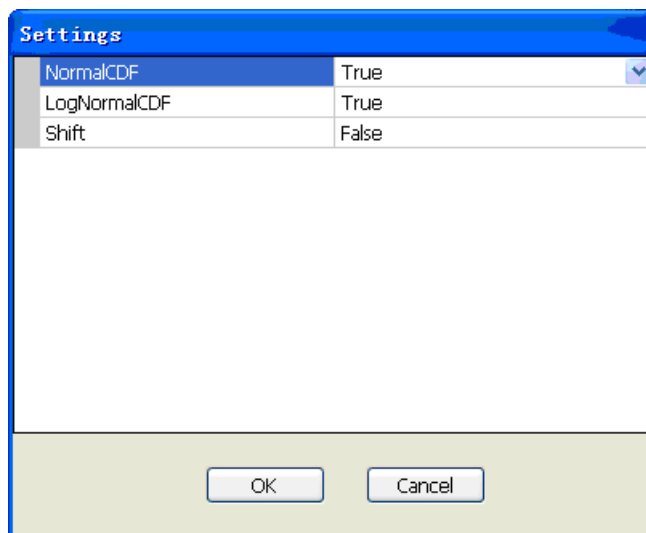 Settings
NormalCDF True
LogNormalCDF True
Shift False
OK Cancel